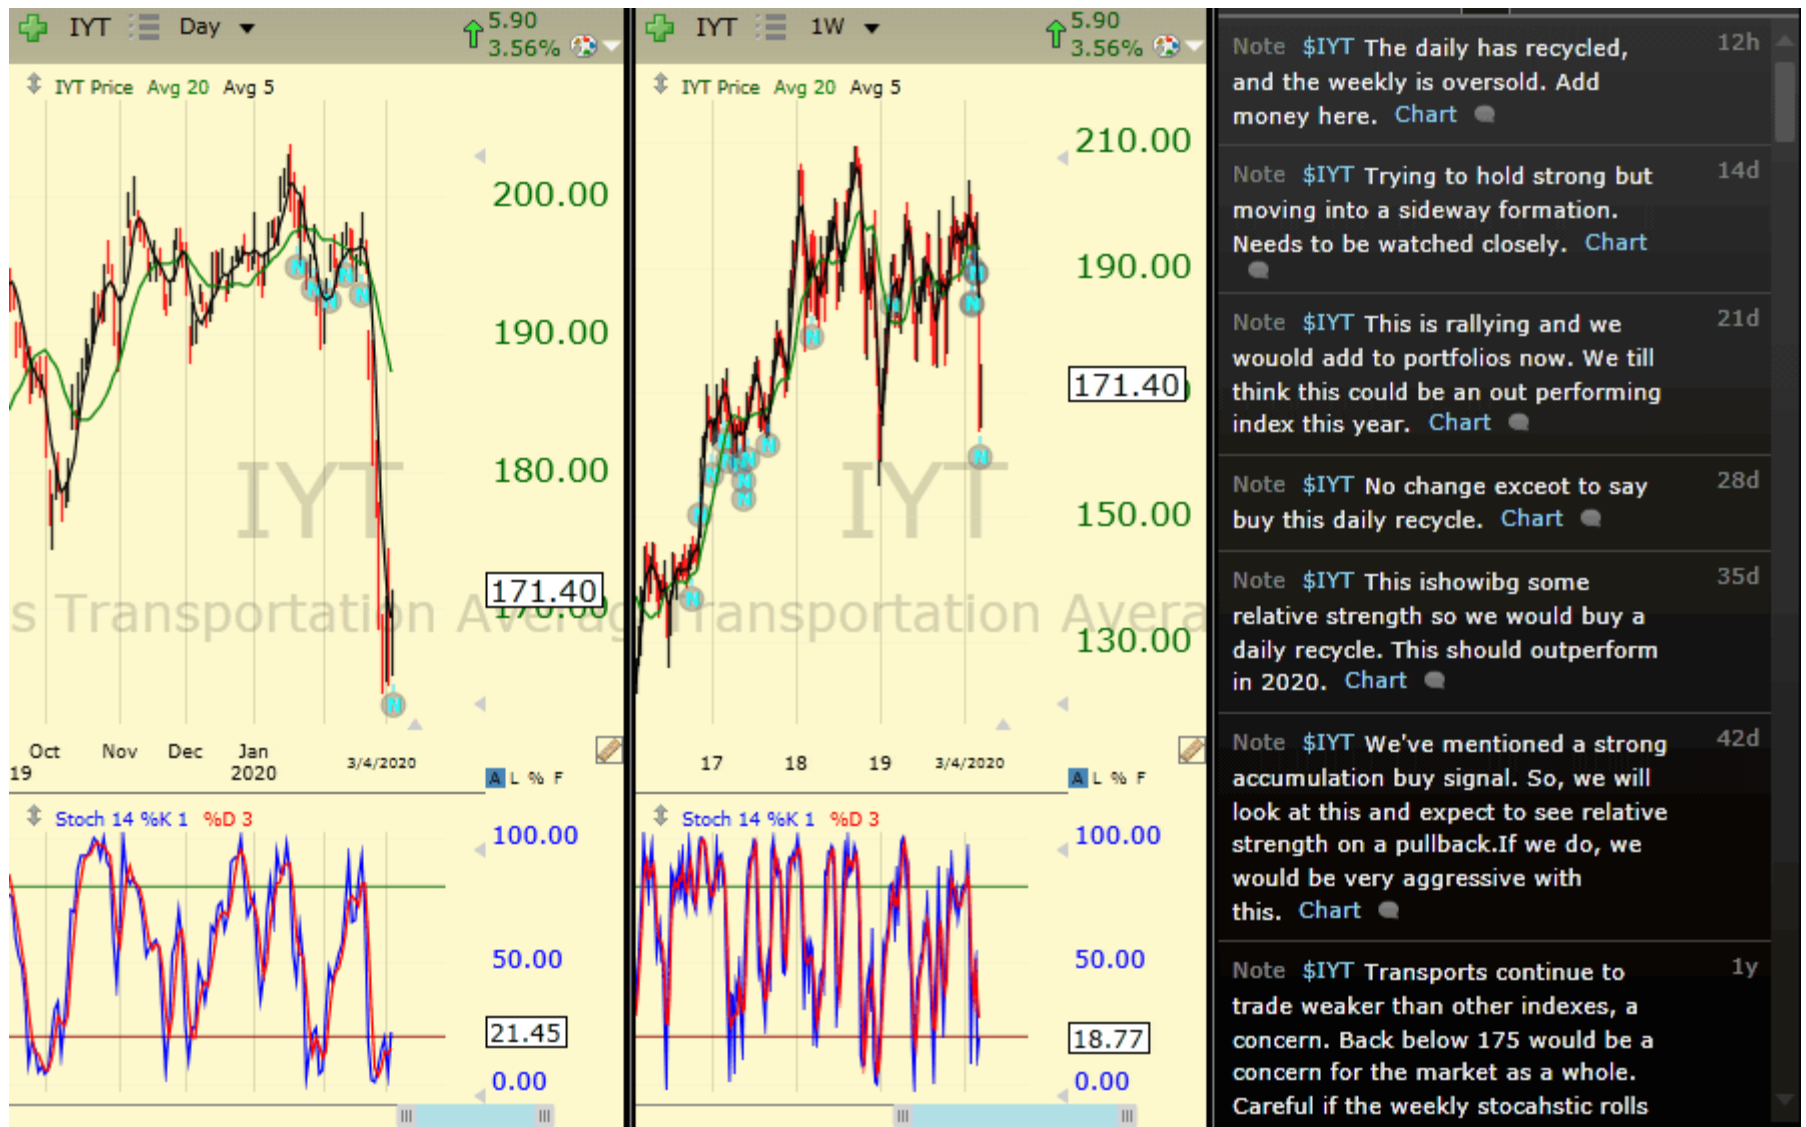 IYT Day 5.90
3.56%
IYT Price Avg 20 Avg 5
200.00
190.00
180.00
171.40
170.00
IYT
s Transportation Averag
Oct Nov Dec Jan
19 2020 3/4/2020
A L % F
Stoch 14 %K 1 %D 3
100.00
50.00
21.45
0.00
N
N
N
N
N
N
IYT 1W 5.90
3.56%
IYT Price Avg 20 Avg 5
210.00
190.00
171.40
150.00
130.00
IYT
Transportation Avera
17 18 19 3/4/2020
A L % F
Stoch 14 %K 1 %D 3
100.00
50.00
18.77
0.00
Note $IYT The daily has recycled, 12h
and the weekly is oversold. Add
money here. Chart
Note $IYT Trying to hold strong but 14d
moving into a sideway formation.
Needs to be watched closely. Chart
Note $IYT This is rallying and we 21d
wouold add to portfolios now. We till
think this could be an out performing
index this year. Chart
Note $IYT No change exceot to say 28d
buy this daily recycle. Chart
Note $IYT This ishowibg some 35d
relative strength so we would buy a
daily recycle. This should outperform
in 2020. Chart
Note $IYT We've mentioned a strong 42d
accumulation buy signal. So, we will
look at this and expect to see relative
strength on a pullback.If we do, we
would be very aggressive with
this. Chart
Note $IYT Transports continue to 1y
trade weaker than other indexes, a
concern. Back below 175 would be a
concern for the market as a whole.
Careful if the weekly stocahstic rolls